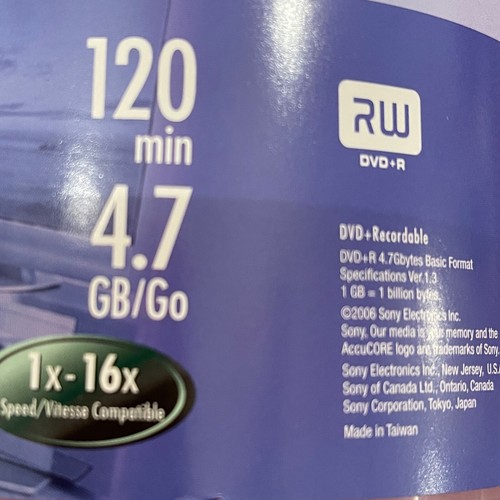 120
min
4.7
GB/Go
1x-16x
Speed/Vitesse Compatible
RW
DVD+R
DVD+Recordable
DVD+R 4.7Gbytes Basic Format
Specifications Ver.1.3
1 GB = 1 billion bytes.
©2006 Sony Electronics Inc.
Sony, Our media is your memory and the
AccuCORE logo are trademarks of Sony.
Sony Electronics Inc., New Jersey, U.S.
Sony of Canada Ltd., Ontario, Canada
Sony Corporation, Tokyo, Japan
Made in Taiwan